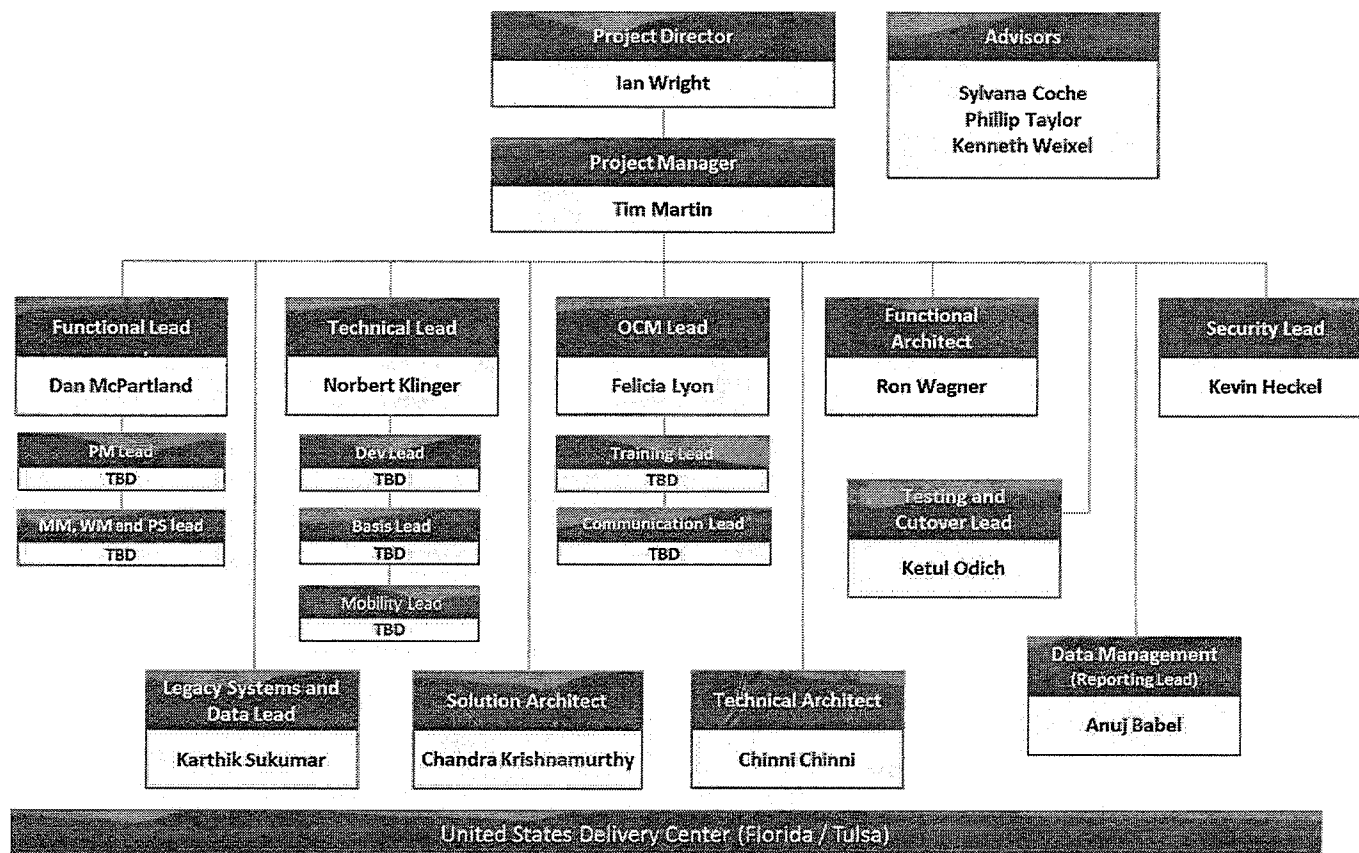 Project Director
Ian Wright
Advisors
Sylvana Coche
Phillip Taylor
Kenneth Weixel
Project Manager
Tim Martin
Functional Lead
Dan McPartland
Technical Lead
Norbert Klinger
OCM Lead
Felicia Lyon
Functional
Architect
Ron Wagner
Security Lead
Kevin Heckel
PM Lead
TBD
MM, WM and PS lead
TBD
Dev Lead
TBD
Basis Lead
TBD
Mobility Lead
TBD
Training Lead
TBD
Communication Lead
TBD
Testing and
Cutover Lead
Ketul Odich
Legacy Systems and
Data Lead
Karthik Sukumar
Solution Architect
Chandra Krishnamurthy
Technical Architect
Chinni Chinni
Data Management
(Reporting Lead)
Anuj Babel
United States Delivery Center (Florida / Tulsa)